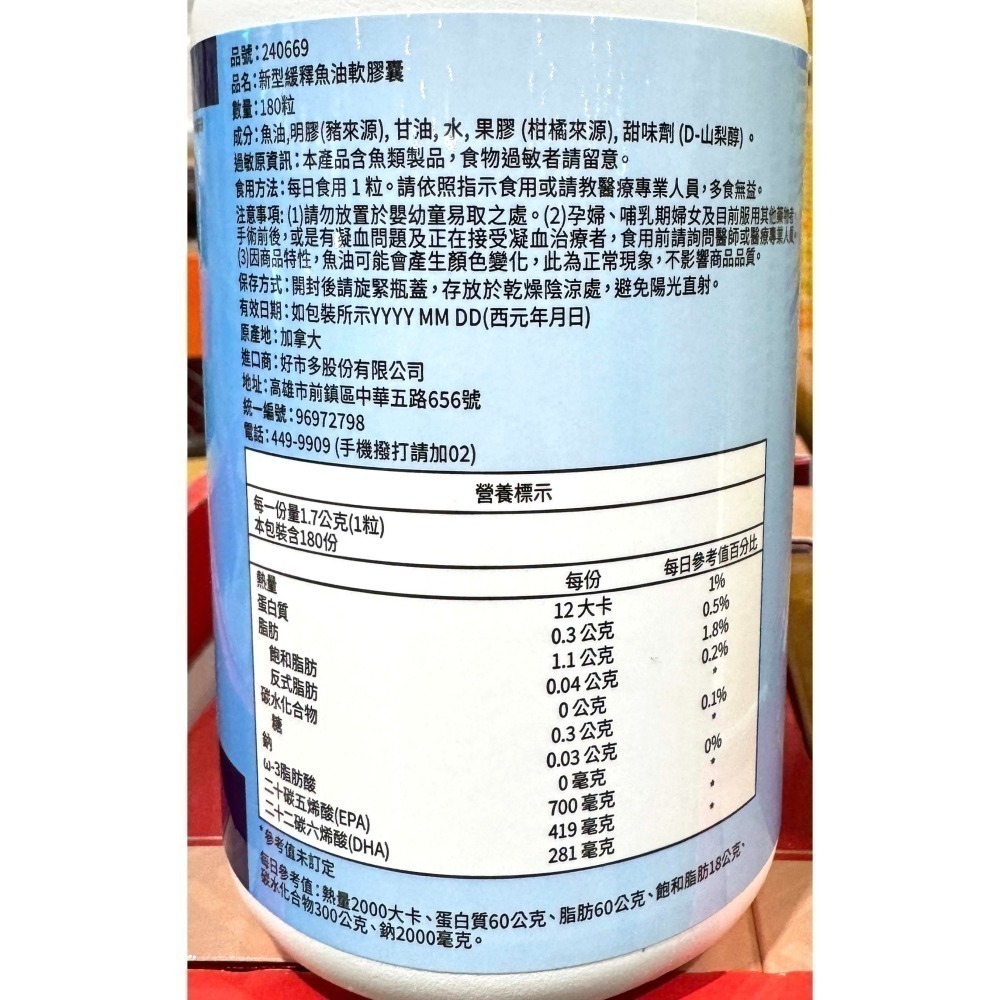 品號:240669
品名:新型緩釋魚油軟膠囊
數量:180粒
成分:魚油,明膠(豬來源), 甘油, 水, 果膠 (柑橘來源), 甜味劑 (D-山梨醇)。
過敏原資訊:本產品含魚類製品,食物過敏者請留意。
食用方法:每日食用 1 粒。請依照指示食用或請教醫療專業人員,多食無益。
注意事項: (1)請勿放置於嬰幼童易取之處。(2)孕婦、哺乳期婦女及目前服用其他藥物者、
手術前後,或是有凝血問題及正在接受凝血治療者,食用前請詢問醫師或醫療專業人員。
(3)因商品特性,魚油可能會產生顏色變化,此為正常現象,不影響商品品質。
保存方式:開封後請旋緊瓶蓋,存放於乾燥陰涼處,避免陽光直射。
有效日期:如包裝所示YYYY MM DD(西元年月日)
原產地:加拿大
進口商:好市多股份有限公司
地址:高雄市前鎮區中華五路656號
統一編號:96972798
電話:449-9909 (手機撥打請加02)
營養標示
每一份量1.7公克(1粒)
本包裝含180份
每份 每日參考值百分比
熱量 12 大卡 1%
蛋白質 0.3 公克 0.5%
脂肪 1.1 公克 1.8%
飽和脂肪 0.04 公克 0.2%
反式脂肪 0 公克 *
碳水化合物 0.3 公克 0.1%
糖 0.03 公克 *
鈉 0 毫克 0%
ω-3脂肪酸 700 毫克 *
二十碳五烯酸(EPA) 419 毫克 *
二十二碳六烯酸(DHA) 281 毫克 *
*參考值未訂定
每日參考值:熱量2000大卡、蛋白質60公克、脂肪60公克、飽和脂肪18公克、
碳水化合物300公克、鈉2000毫克。